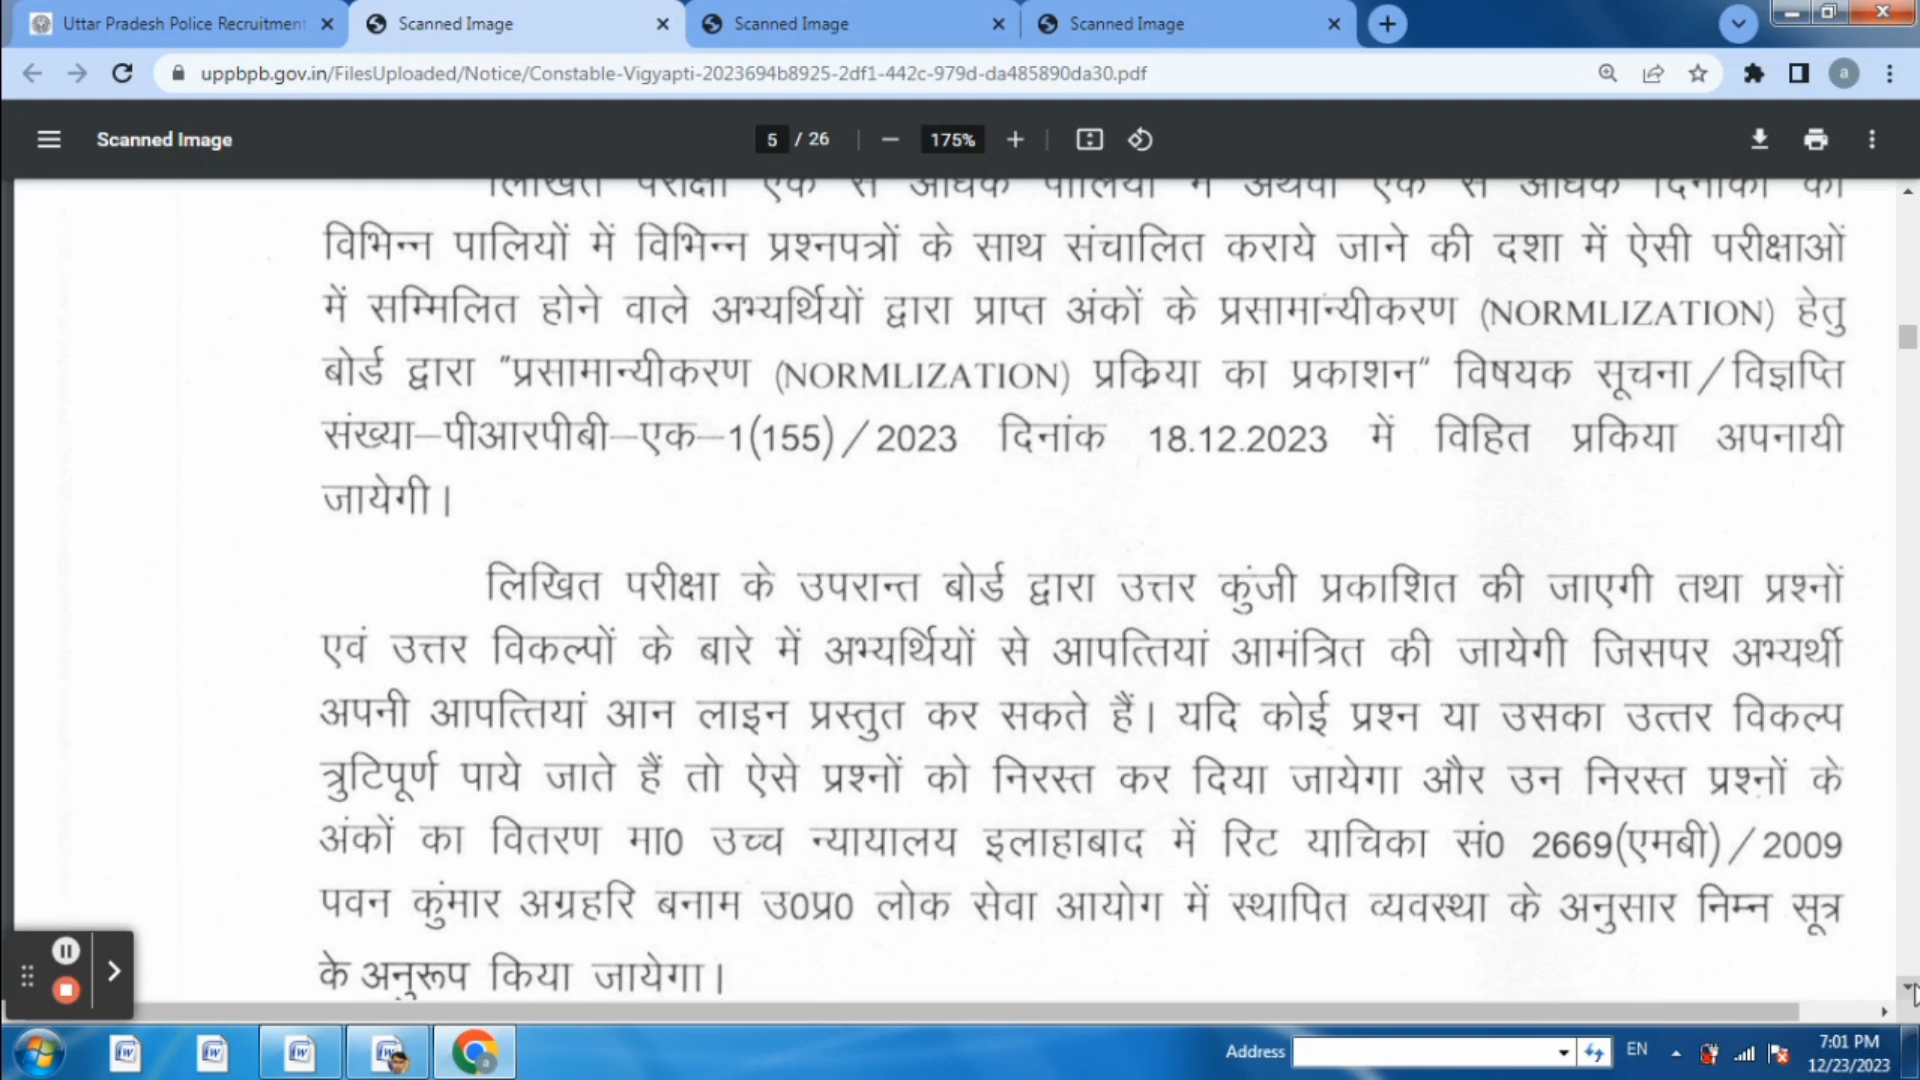 Uttar Pradesh Police Recruitment
Scanned Image
Scanned Image
Scanned Image
uppbpb.gov.in/FilesUploaded/Notice/Constable-Vigyapti-2023694b8925-2df1-442c-979d-da485890da30.pdf
a
Scanned Image
5 / 26
175%
लिखित परीक्षा एक से अधिक पालियों में अथवा एक से अधिक दिनांकों को
विभिन्न पालियों में विभिन्न प्रश्नपत्रों के साथ संचालित कराये जाने की दशा में ऐसी परीक्षाओं
में सम्मिलित होने वाले अभ्यर्थियों द्वारा प्राप्त अंकों के प्रसामान्यीकरण (NORMLIZATION) हेतु
बोर्ड द्वारा "प्रसामान्यीकरण (NORMLIZATION) प्रक्रिया का प्रकाशन" विषयक सूचना/विज्ञप्ति
संख्या–पीआरपीबी–एक–1(155)/2023 दिनांक 18.12.2023 में विहित प्रकिया अपनायी
जायेगी।
लिखित परीक्षा के उपरान्त बोर्ड द्वारा उत्तर कुंजी प्रकाशित की जाएगी तथा प्रश्नों
एवं उत्तर विकल्पों के बारे में अभ्यर्थियों से आपत्तियां आमंत्रित की जायेगी जिसपर अभ्यर्थी
अपनी आपत्तियां आन लाइन प्रस्तुत कर सकते हैं। यदि कोई प्रश्न या उसका उत्तर विकल्प
त्रुटिपूर्ण पाये जाते हैं तो ऐसे प्रश्नों को निरस्त कर दिया जायेगा और उन निरस्त प्रश्नों के
अंकों का वितरण मा0 उच्च न्यायालय इलाहाबाद में रिट याचिका सं0 2669(एमबी)/2009
पवन कुंमार अग्रहरि बनाम उ0प्र0 लोक सेवा आयोग में स्थापित व्यवस्था के अनुसार निम्न सूत्र
के अनुरूप किया जायेगा।
Address
EN
7:01 PM
12/23/2023